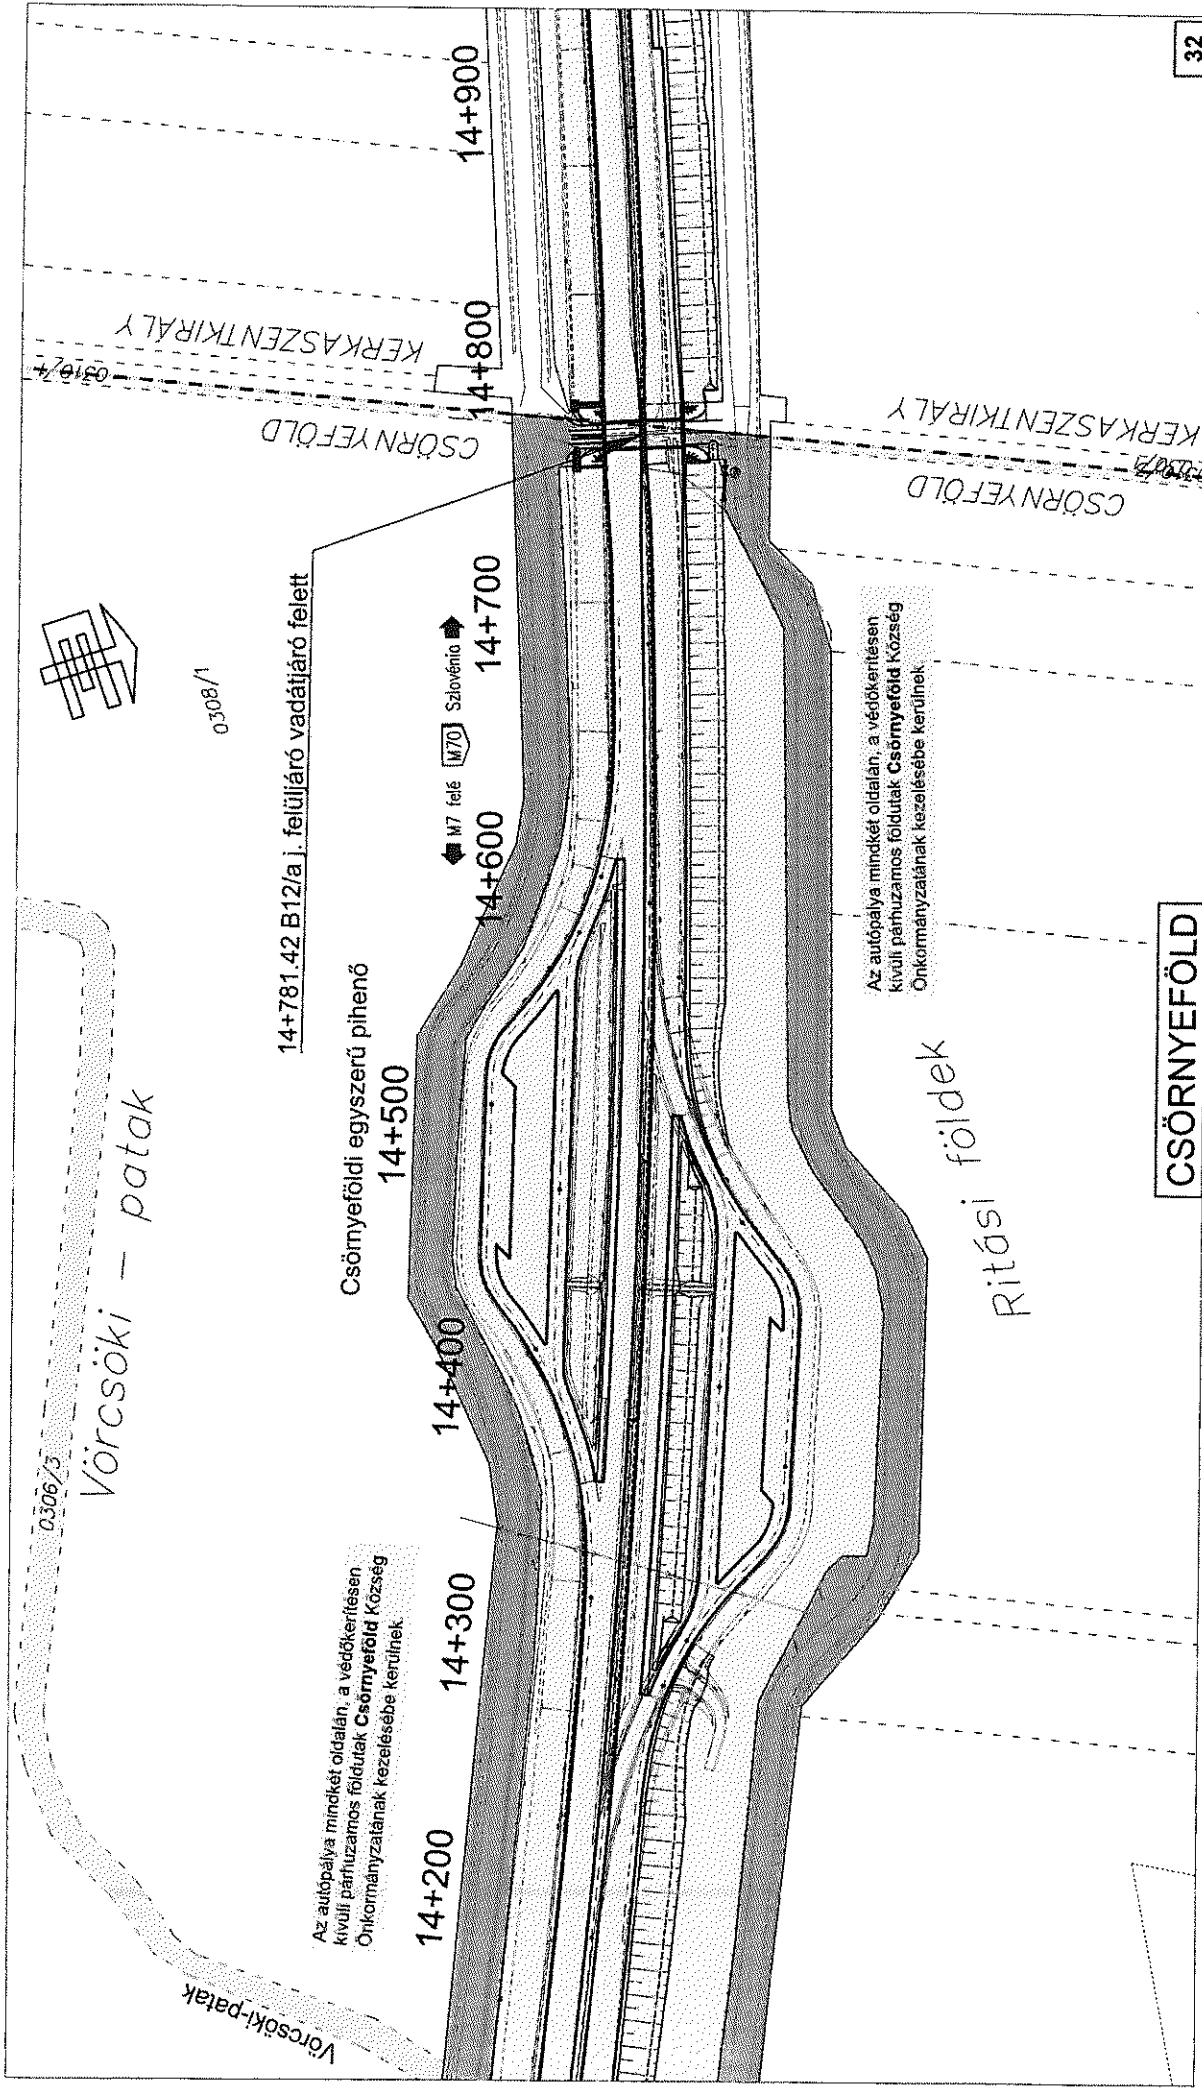 Vörcsöki-patak
0306/3
Vörcsöki - patak
0308/1
14+781.42 B12/a j. felüljáró vadátjáró felett
Az autópálya mindkét oldalán, a védőkerítésen
kívüli párhuzamos földutak Csörnyeföld Község
Önkormányzatának kezelésébe kerülnek
Csörnyeföldi egyszerű pihenő
M7 felé M70 Szlovénia
14+200
14+300
14+400
14+500
14+600
14+700
14+800
14+900
CSÖRNYEFÖLD
KERKASZENTKIRÁLY
CSÖRNYEFÖLD
KERKASZENTKIRÁLY
Az autópálya mindkét oldalán, a védőkerítésen
kívüli párhuzamos földutak Csörnyeföld Község
Önkormányzatának kezelésébe kerülnek
Ritási földek
CSÖRNYEFÖLD
32